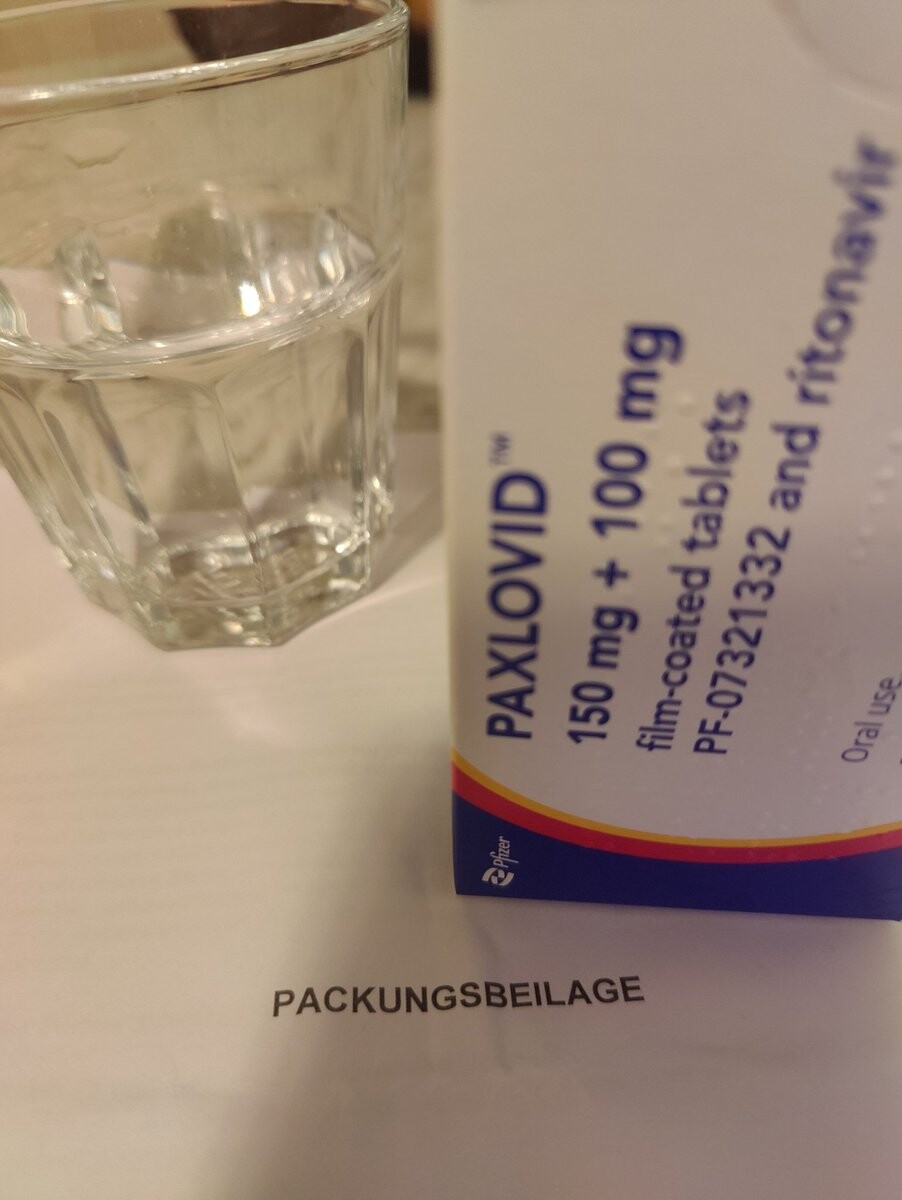 PAXLOVID™
150 mg + 100 mg
film-coated tablets
PF-07321332 and ritonavir
Oral use
Pfizer
PACKUNGSBEILAGE